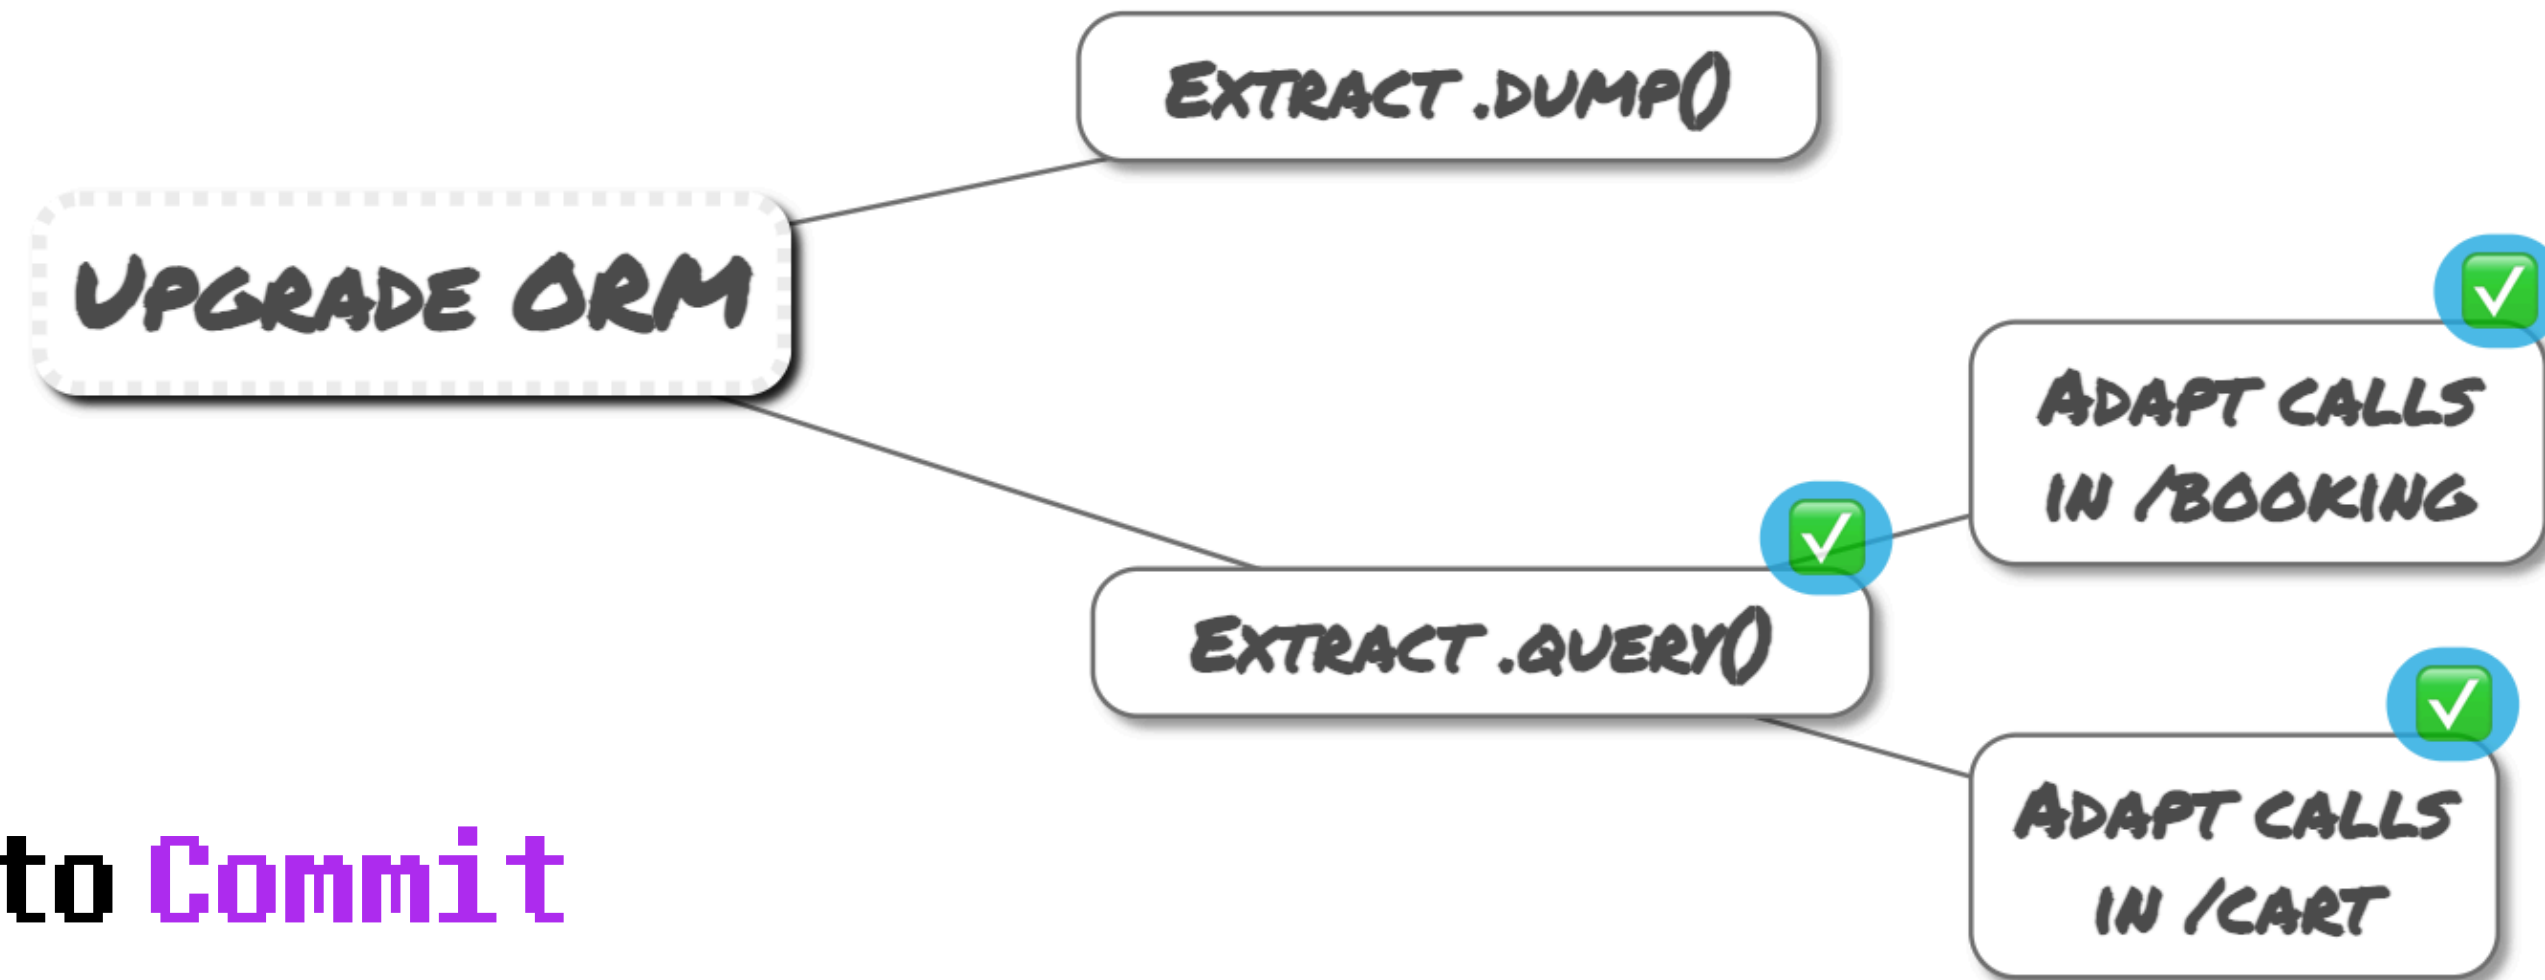 Extract .dump()
Upgrade ORM
Adapt calls
in /booking
Extract .query()
Adapt calls
in /cart
to Commit